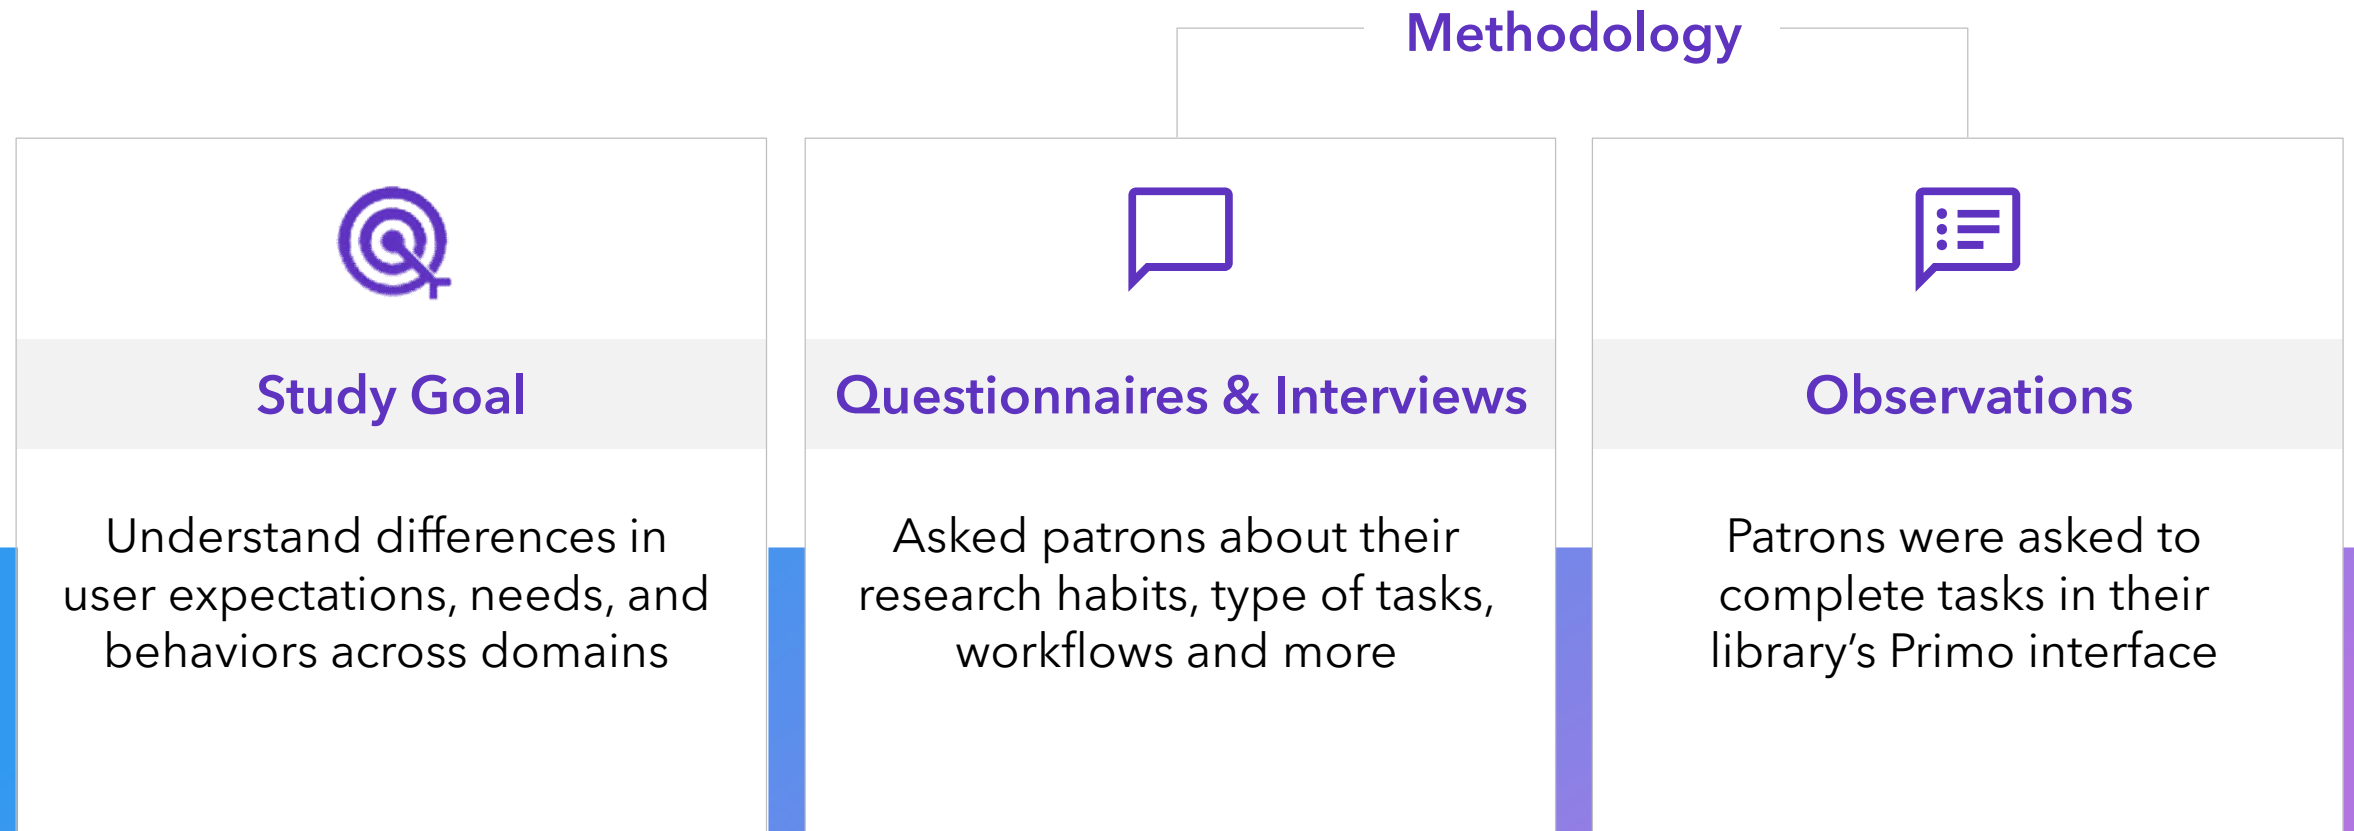 Methodology
Study Goal
Understand differences in
user expectations, needs, and
behaviors across domains
Questionnaires & Interviews
Asked patrons about their
research habits, type of tasks,
workflows and more
Observations
Patrons were asked to
complete tasks in their
library’s Primo interface